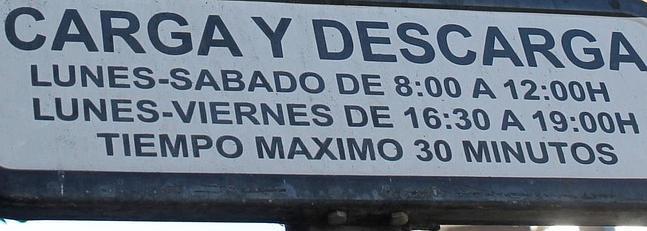 CARGA Y DESCARGA
LUNES-SABADO DE 8:00 A 12:00H
LUNES-VIERNES DE 16:30 A 19:00H
TIEMPO MAXIMO 30 MINUTOS